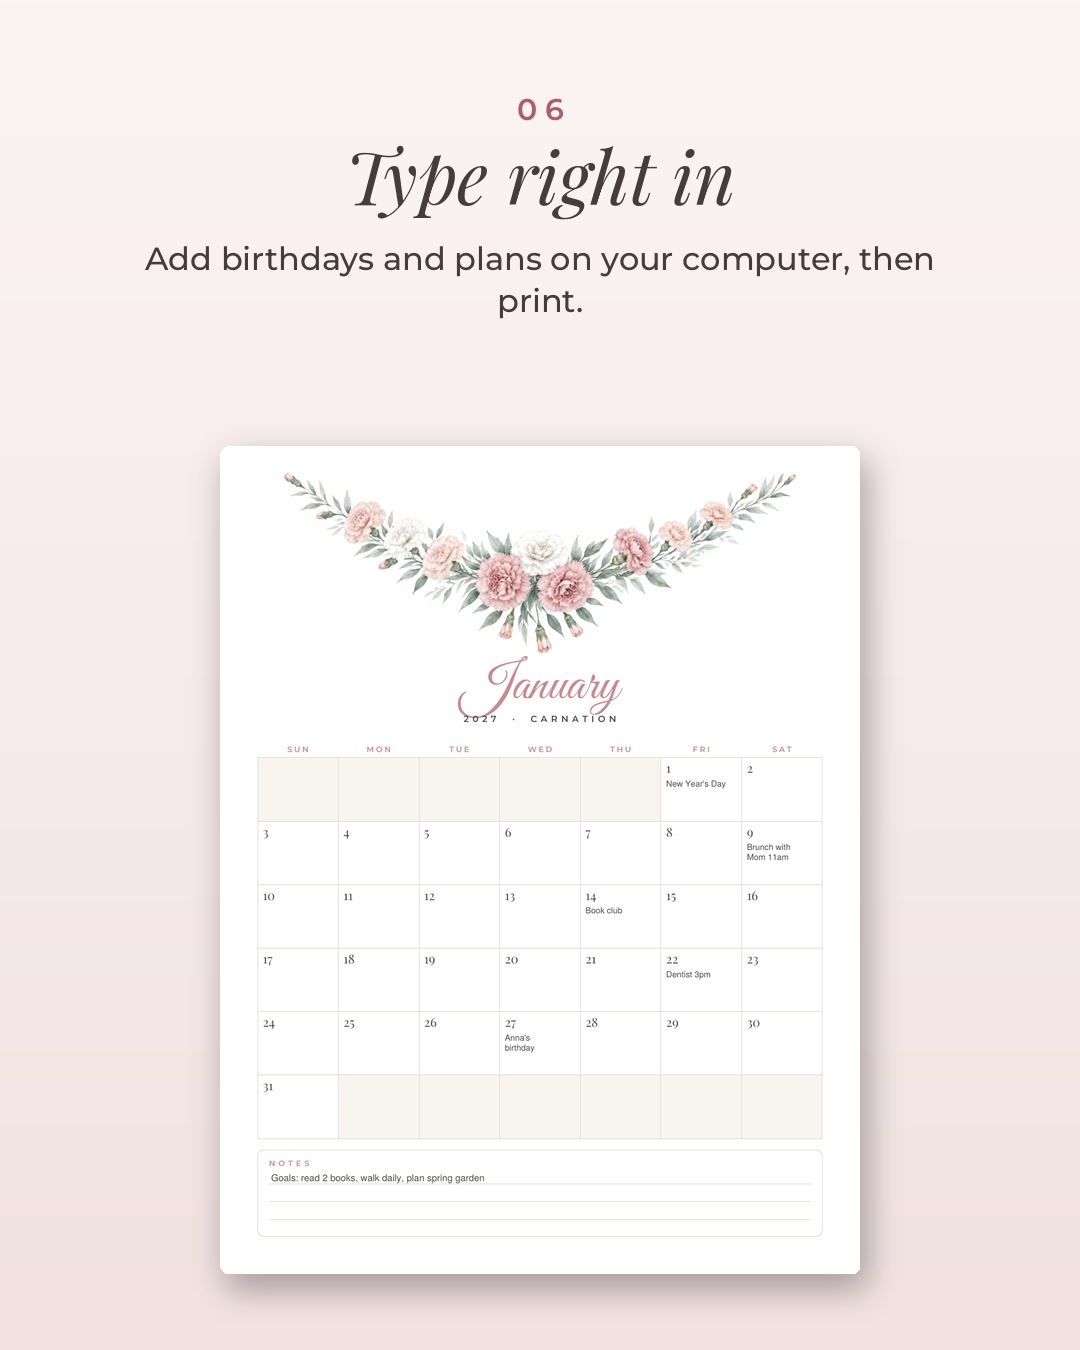 06
Type right in
Add birthdays and plans on your computer, then
print.
January
2027 · CARNATION
SUN MON TUE WED THU FRI SAT
1 2
New Year's Day
3 4 5 6 7 8 9
Brunch with
Mom 11am
10 11 12 13 14 15 16
Book club
17 18 19 20 21 22 23
Dentist 3pm
24 25 26 27 28 29 30
Anna's
birthday
31
NOTES
Goals: read 2 books, walk daily, plan spring garden